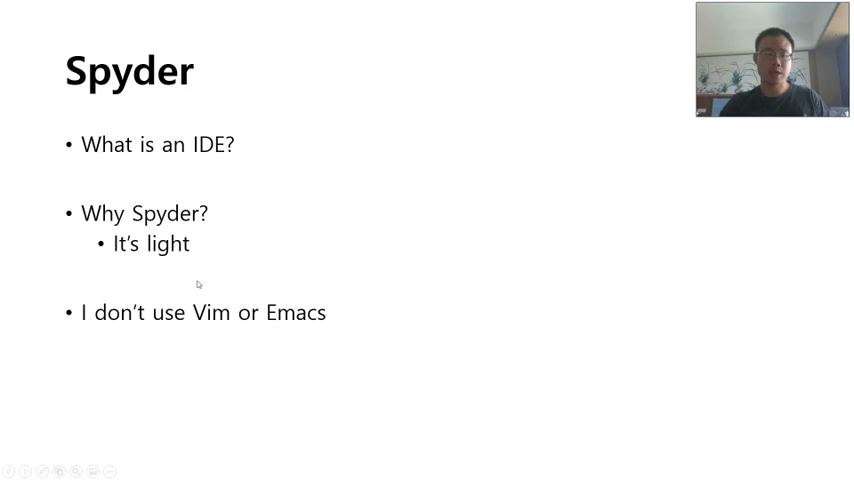 Spyder
• What is an IDE?
• Why Spyder?
• It's light
• I don't use Vim or Emacs